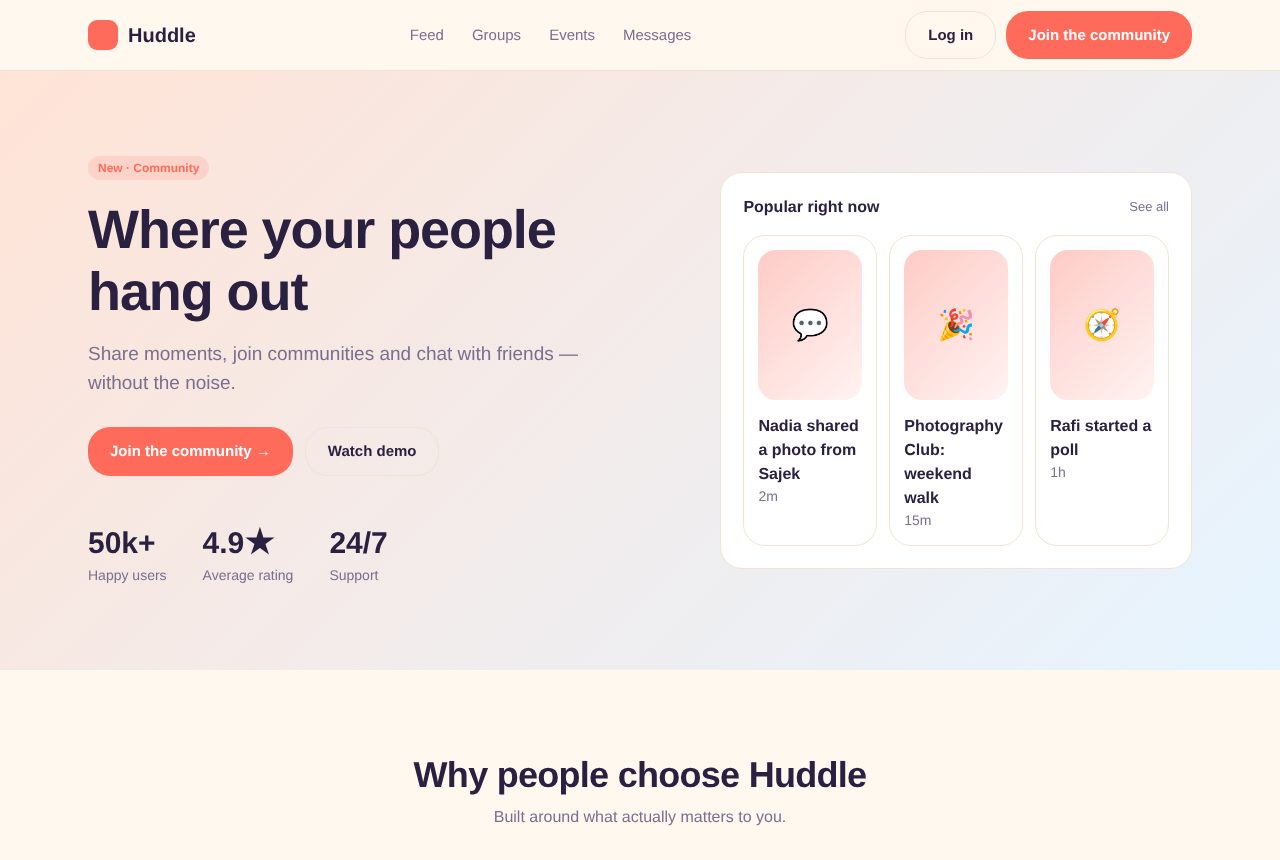 Huddle
Feed
Groups
Events
Messages
Log in
Join the community
New · Community
Where your people
hang out
Share moments, join communities and chat with friends —
without the noise.
Join the community →
Watch demo
50k+
Happy users
4.9★
Average rating
24/7
Support
Popular right now
See all
Nadia shared
a photo from
Sajek
2m
Photography
Club:
weekend
walk
15m
Rafi started a
poll
1h
Why people choose Huddle
Built around what actually matters to you.